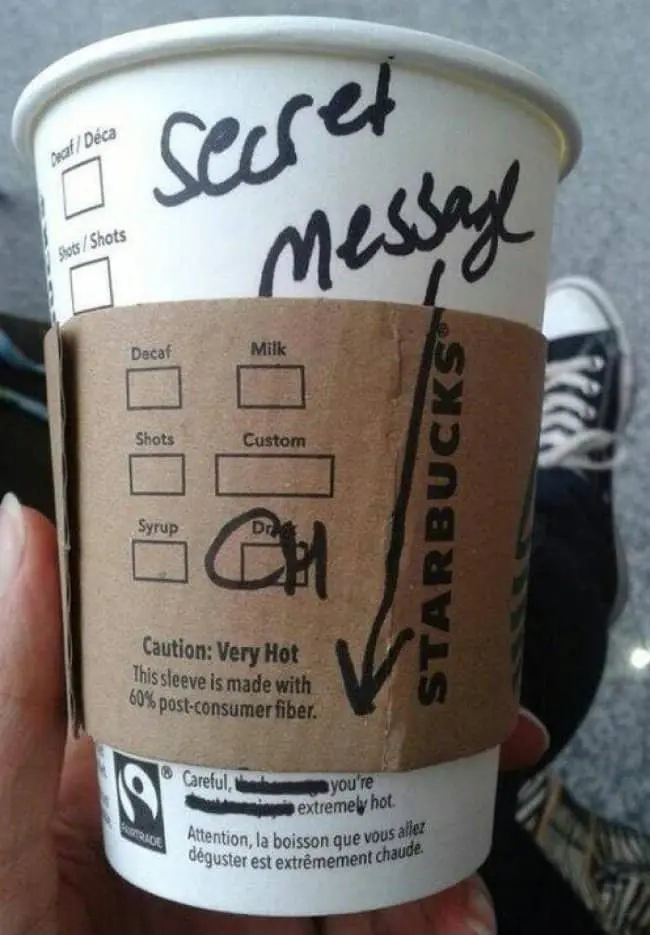 Secret
Message
Decaf / Déca
Shots / Shots
Decaf
Milk
Shots
Custom
Syrup
CH
Caution: Very Hot
This sleeve is made with
60% post-consumer fiber.
STARBUCKS®
FAIRTRADE
®
Careful, you're
extremely hot.
Attention, la boisson que vous allez
déguster est extrêmement chaude.